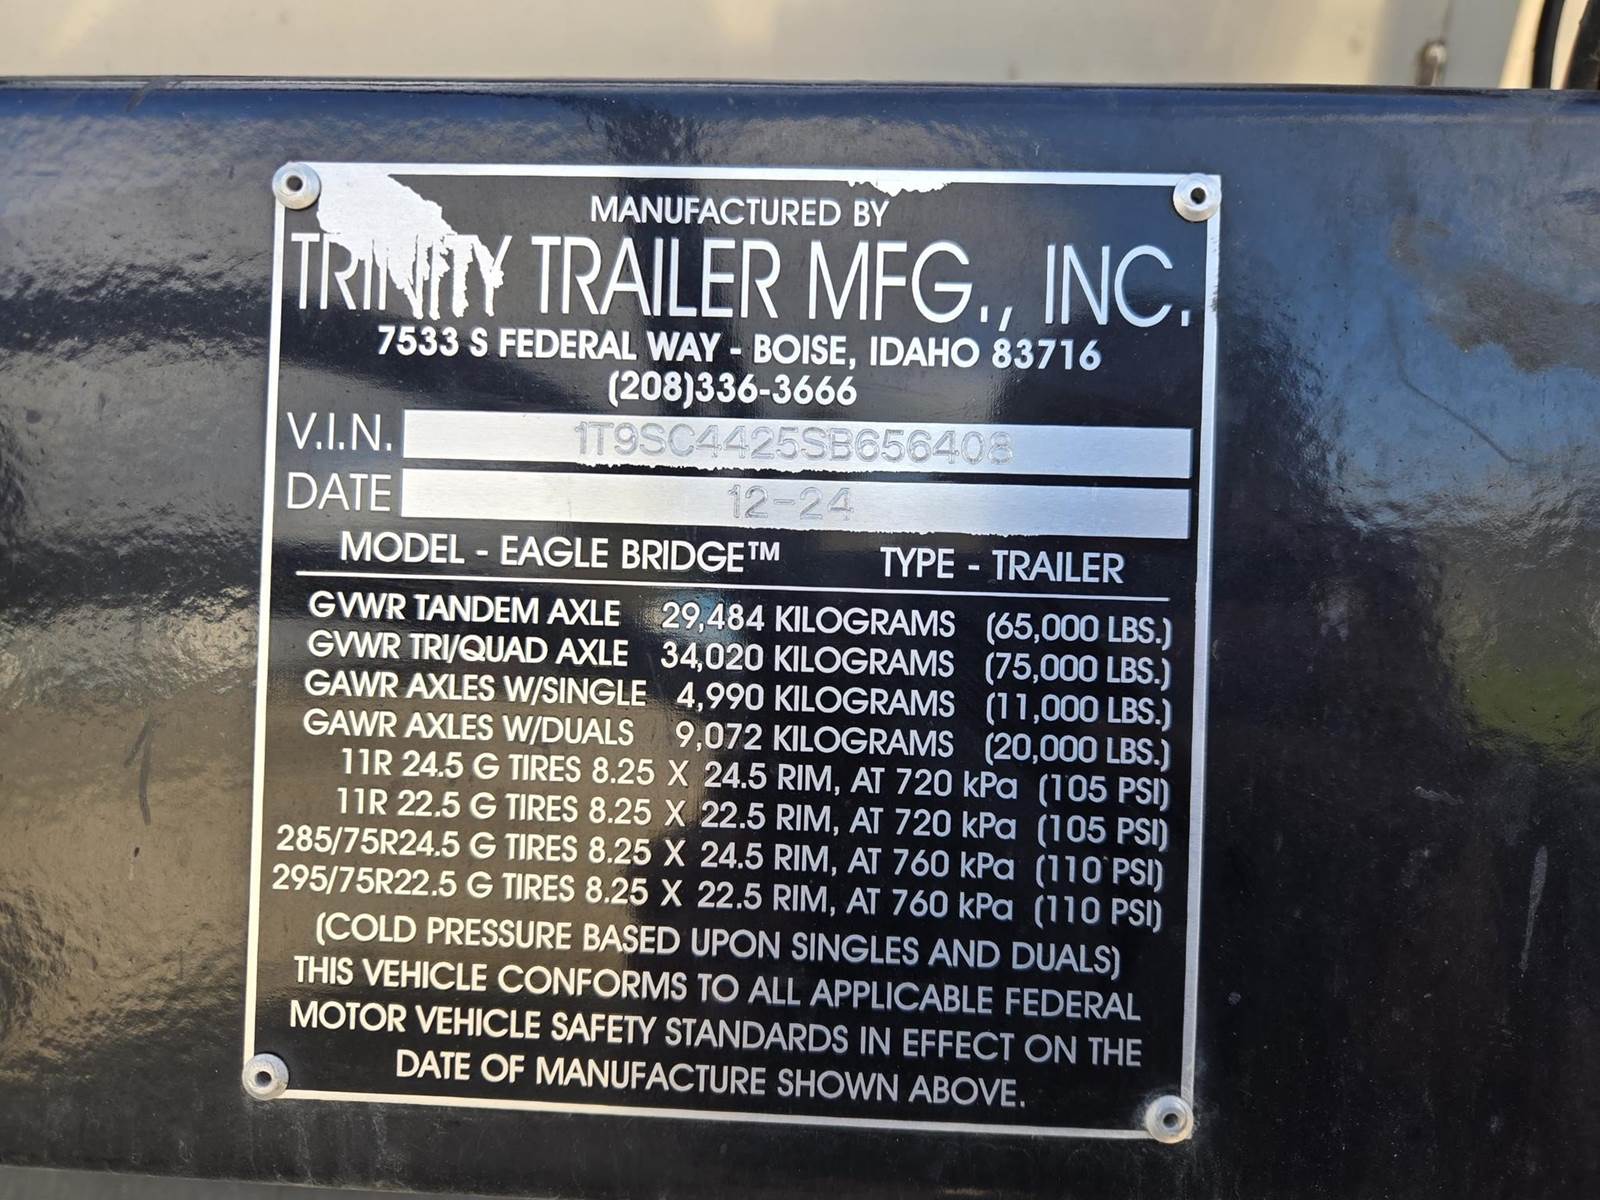 MANUFACTURED BY
TRINITY TRAILER MFG., INC.
7533 S FEDERAL WAY - BOISE, IDAHO 83716
(208)336-3666
V.I.N. 1T9SC4425SB656408
DATE 12-24
MODEL - EAGLE BRIDGE™ TYPE - TRAILER
GVWR TANDEM AXLE 29,484 KILOGRAMS (65,000 LBS.)
GVWR TRI/QUAD AXLE 34,020 KILOGRAMS (75,000 LBS.)
GAWR AXLES W/SINGLE 4,990 KILOGRAMS (11,000 LBS.)
GAWR AXLES W/DUALS 9,072 KILOGRAMS (20,000 LBS.)
11R 24.5 G TIRES 8.25 X 24.5 RIM, AT 720 kPa (105 PSI)
11R 22.5 G TIRES 8.25 X 22.5 RIM, AT 720 kPa (105 PSI)
285/75R24.5 G TIRES 8.25 X 24.5 RIM, AT 760 kPa (110 PSI)
295/75R22.5 G TIRES 8.25 X 22.5 RIM, AT 760 kPa (110 PSI)
(COLD PRESSURE BASED UPON SINGLES AND DUALS)
THIS VEHICLE CONFORMS TO ALL APPLICABLE FEDERAL
MOTOR VEHICLE SAFETY STANDARDS IN EFFECT ON THE
DATE OF MANUFACTURE SHOWN ABOVE.